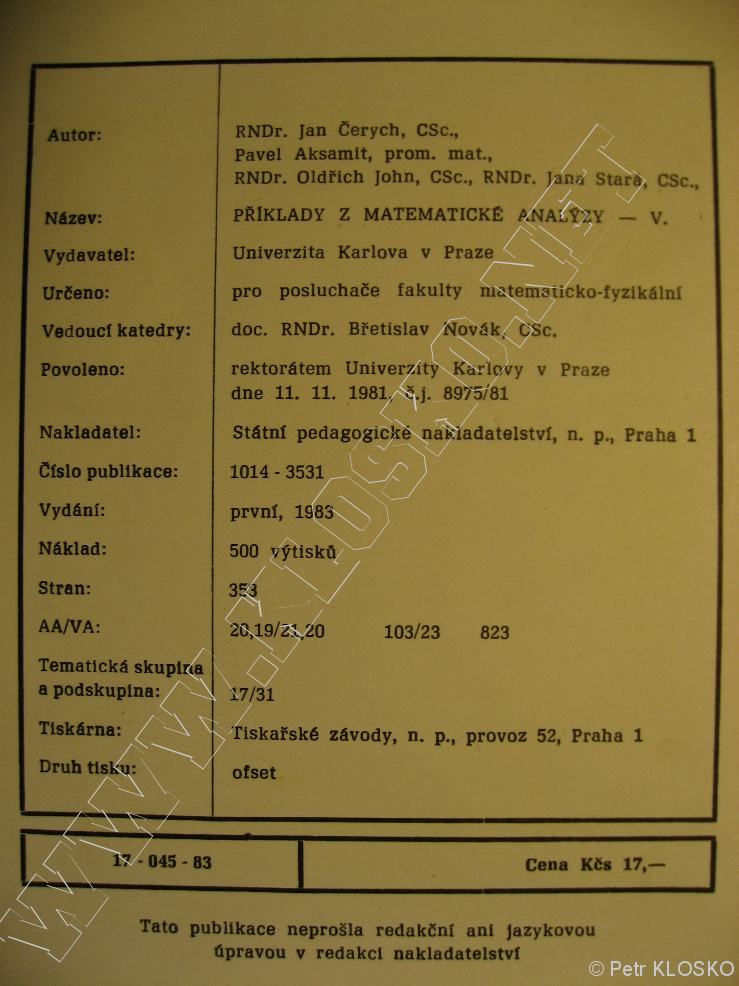 Autor: RNDr. Jan Čerych, CSc.,
Pavel Aksamit, prom. mat.,
RNDr. Oldřich John, CSc., RNDr. Jana Stará, CSc.,
Název: PŘÍKLADY Z MATEMATICKÉ ANALÝZY — V.
Vydavatel: Univerzita Karlova v Praze
Určeno: pro posluchače fakulty matematicko-fyzikální
Vedoucí katedry: doc. RNDr. Břetislav Novák, CSc.
Povoleno: rektorátem Univerzity Karlovy v Praze
dne 11. 11. 1981, č.j. 8975/81
Nakladatel: Státní pedagogické nakladatelství, n. p., Praha 1
Číslo publikace: 1014 - 3531
Vydání: první, 1983
Náklad: 500 výtisků
Stran: 353
AA/VA: 20,19/21,20 103/23 823
Tematická skupina
a podskupina: 17/31
Tiskárna: Tiskařské závody, n. p., provoz 52, Praha 1
Druh tisku: ofset
17 - 045 - 83 Cena Kčs 17,—
Tato publikace neprošla redakční ani jazykovou
úpravou v redakci nakladatelství
WWW.KLOSKO.NET
© Petr KLOSKO